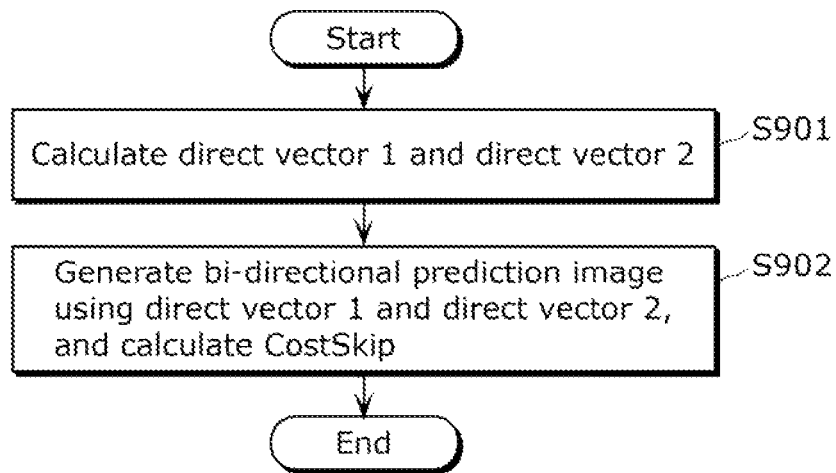 Start
Calculate direct vector 1 and direct vector 2
S901
Generate bi-directional prediction image
using direct vector 1 and direct vector 2,
and calculate CostSkip
S902
End